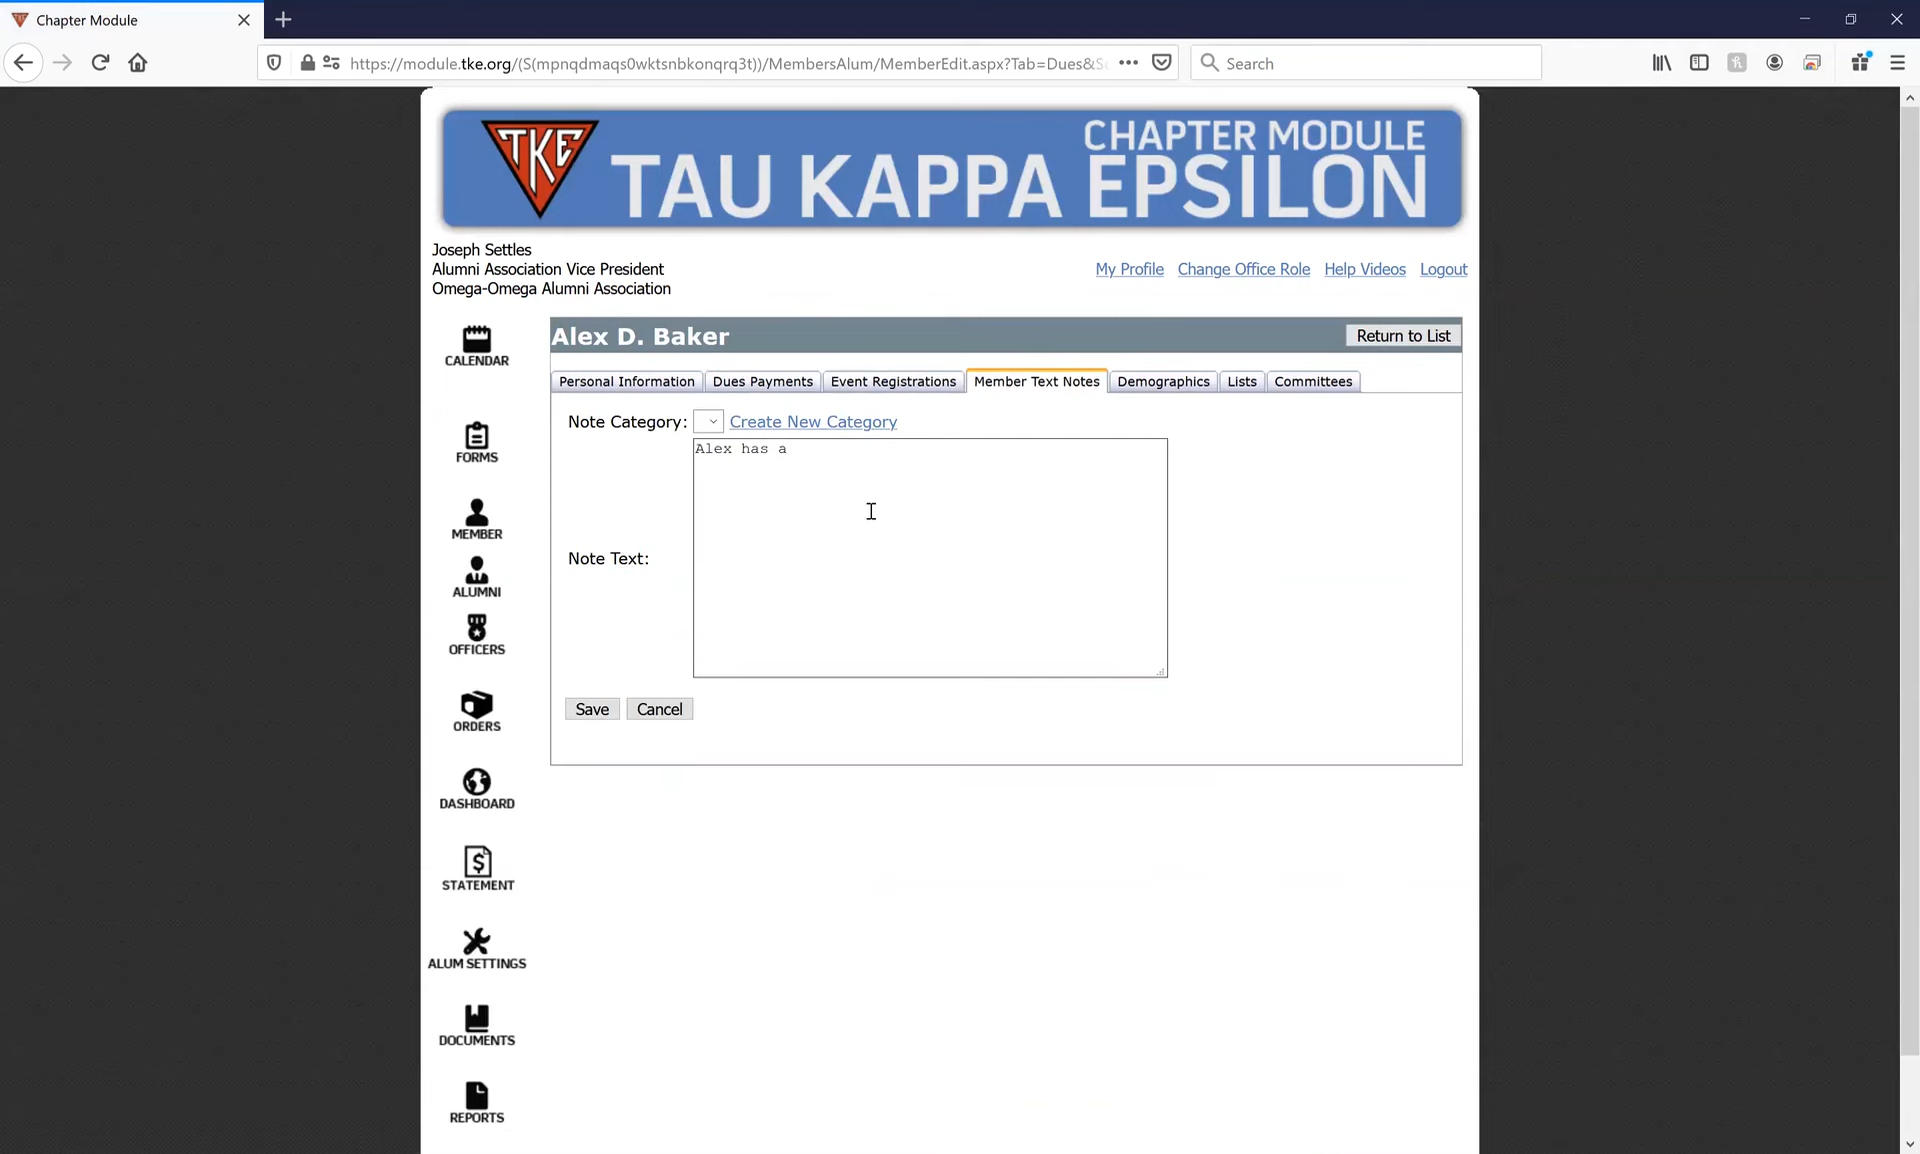 Chapter Module
https://module.tke.org/(S(mpnqdmaqs0wktsnbkonqrq3t))/MembersAlum/MemberEdit.aspx?Tab=Dues&
Search
TKE
CHAPTER MODULE
TAU KAPPA EPSILON
Joseph Settles
Alumni Association Vice President
Omega-Omega Alumni Association
My Profile Change Office Role Help Videos Logout
Alex D. Baker
Return to List
Personal Information Dues Payments Event Registrations Member Text Notes Demographics Lists Committees
Note Category: Create New Category
Alex has a
Note Text:
Save Cancel
CALENDAR
FORMS
MEMBER
ALUMNI
OFFICERS
ORDERS
DASHBOARD
STATEMENT
ALUM SETTINGS
DOCUMENTS
REPORTS